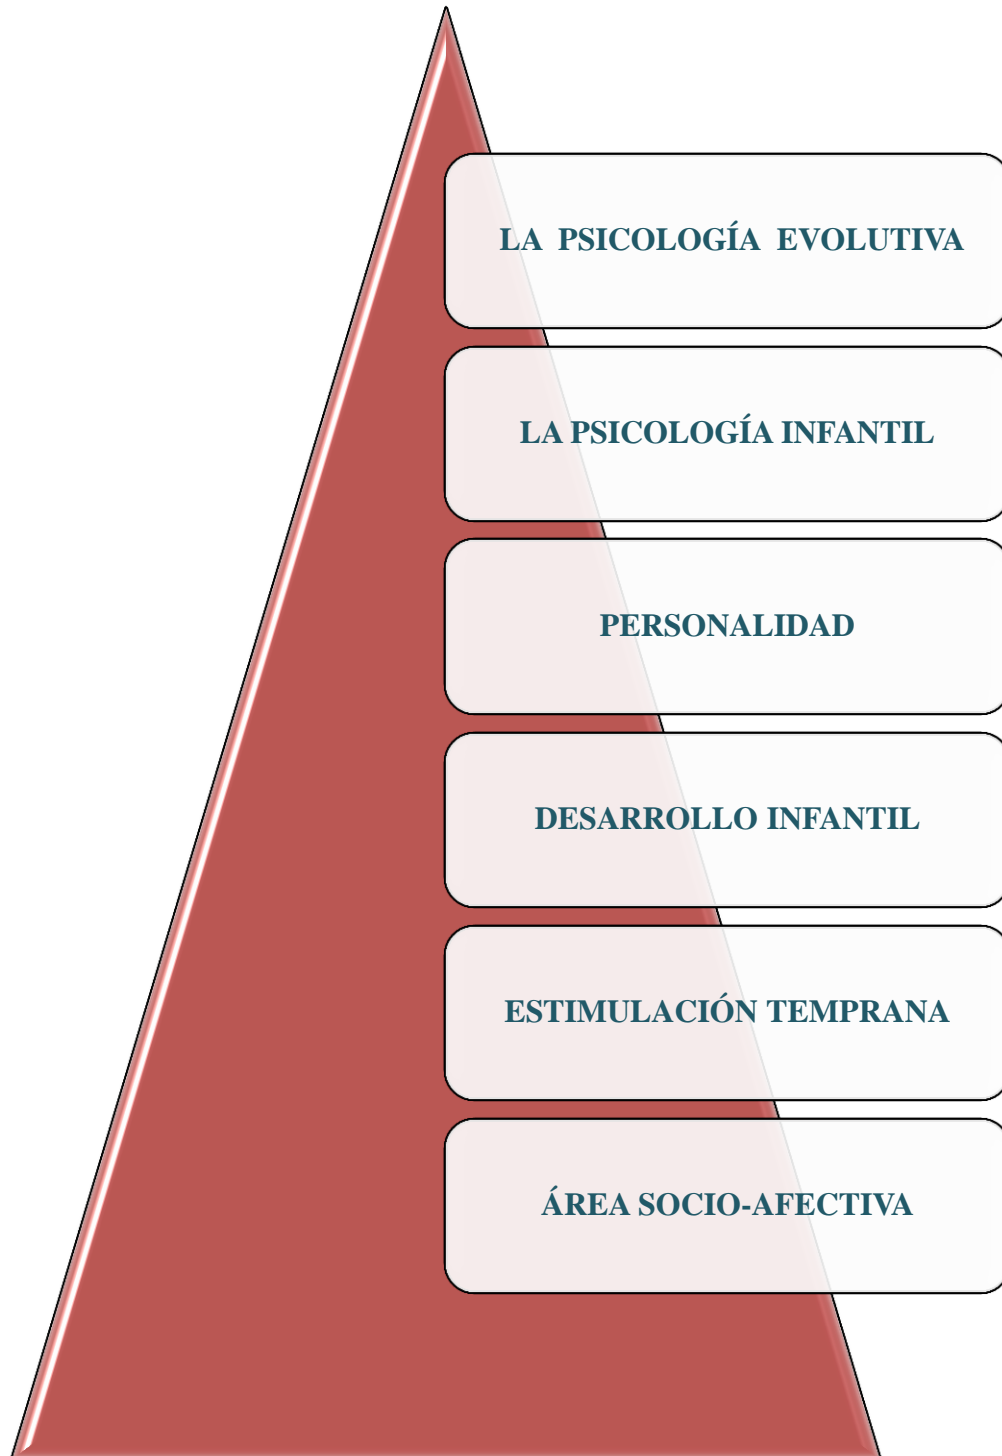 LA PSICOLOGÍA EVOLUTIVA
LA PSICOLOGÍA INFANTIL
PERSONALIDAD
DESARROLLO INFANTIL
ESTIMULACIÓN TEMPRANA
ÁREA SOCIO-AFECTIVA